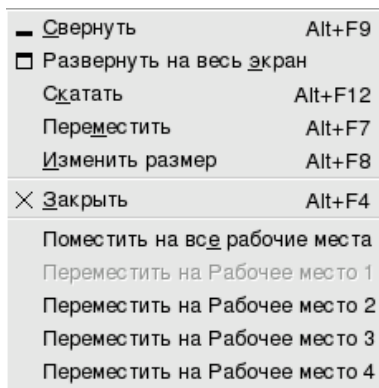 Свернуть Alt+F9
Развернуть на весь экран
Скатать Alt+F12
Переместить Alt+F7
Изменить размер Alt+F8
Закрыть Alt+F4
Поместить на все рабочие места
Переместить на Рабочее место 1
Переместить на Рабочее место 2
Переместить на Рабочее место 3
Переместить на Рабочее место 4